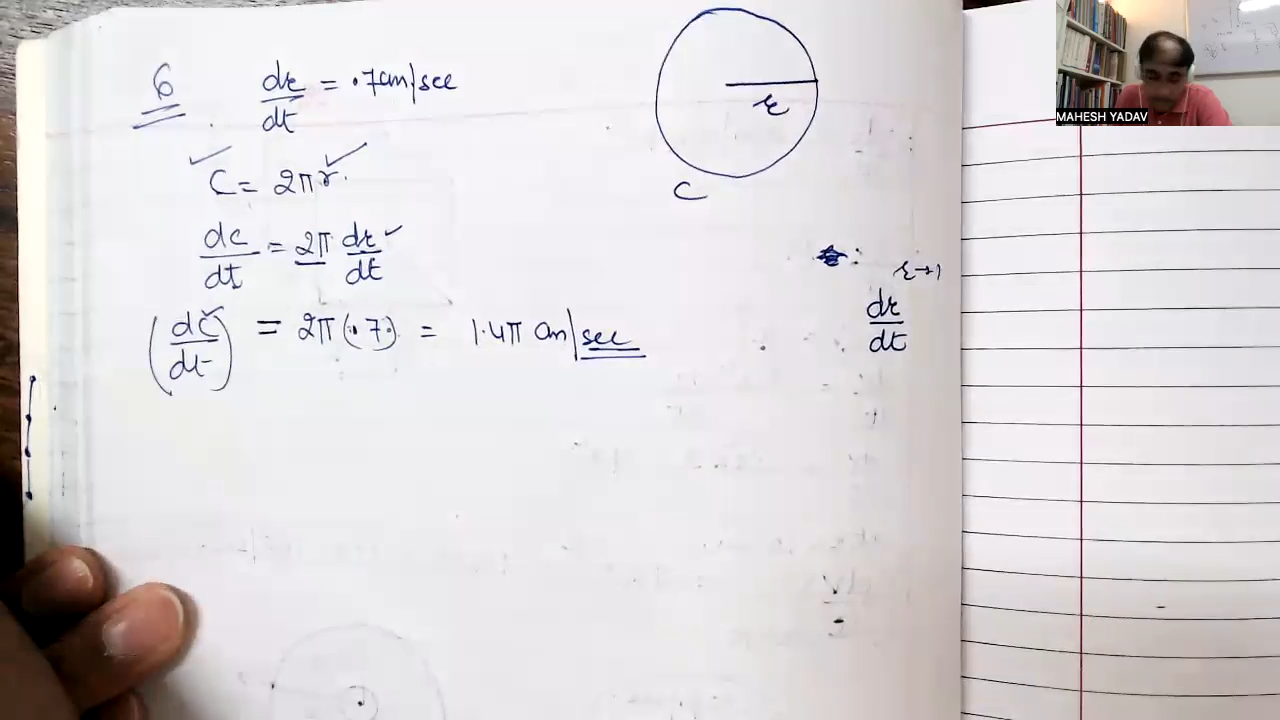 6 dr/dt = .7cm/sec
C = 2πr.
dc/dt = 2π dr/dt
(dC/dt) = 2π(.7.) = 1.4π cm/sec
r
C
r→1
dr/dt
MAHESH YADAV